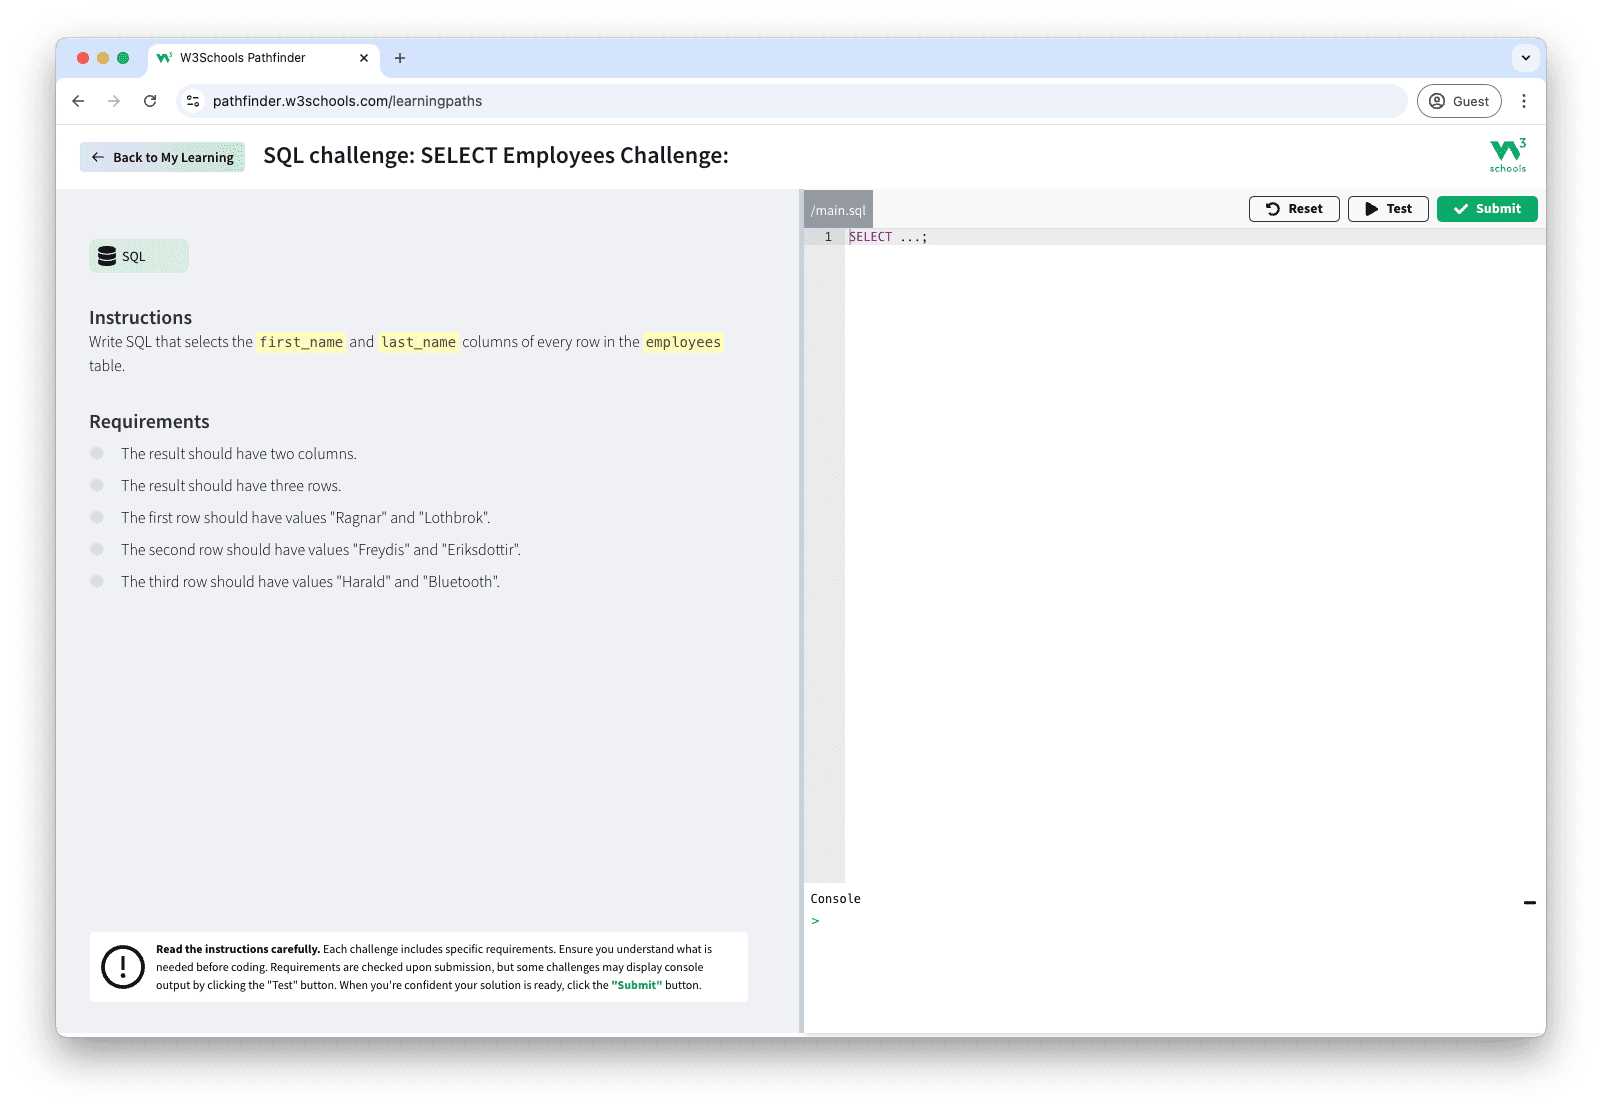 W3Schools Pathfinder
pathfinder.w3schools.com/learningpaths
Guest
Back to My Learning
SQL challenge: SELECT Employees Challenge:
W3
schools
/main.sql
Reset
Test
Submit
1 SELECT ...;
SQL
Instructions
Write SQL that selects the first_name and last_name columns of every row in the employees
table.
Requirements
The result should have two columns.
The result should have three rows.
The first row should have values "Ragnar" and "Lothbrok".
The second row should have values "Freydis" and "Eriksdottir".
The third row should have values "Harald" and "Bluetooth".
Read the instructions carefully. Each challenge includes specific requirements. Ensure you understand what is
needed before coding. Requirements are checked upon submission, but some challenges may display console
output by clicking the "Test" button. When you're confident your solution is ready, click the "Submit" button.
Console
>